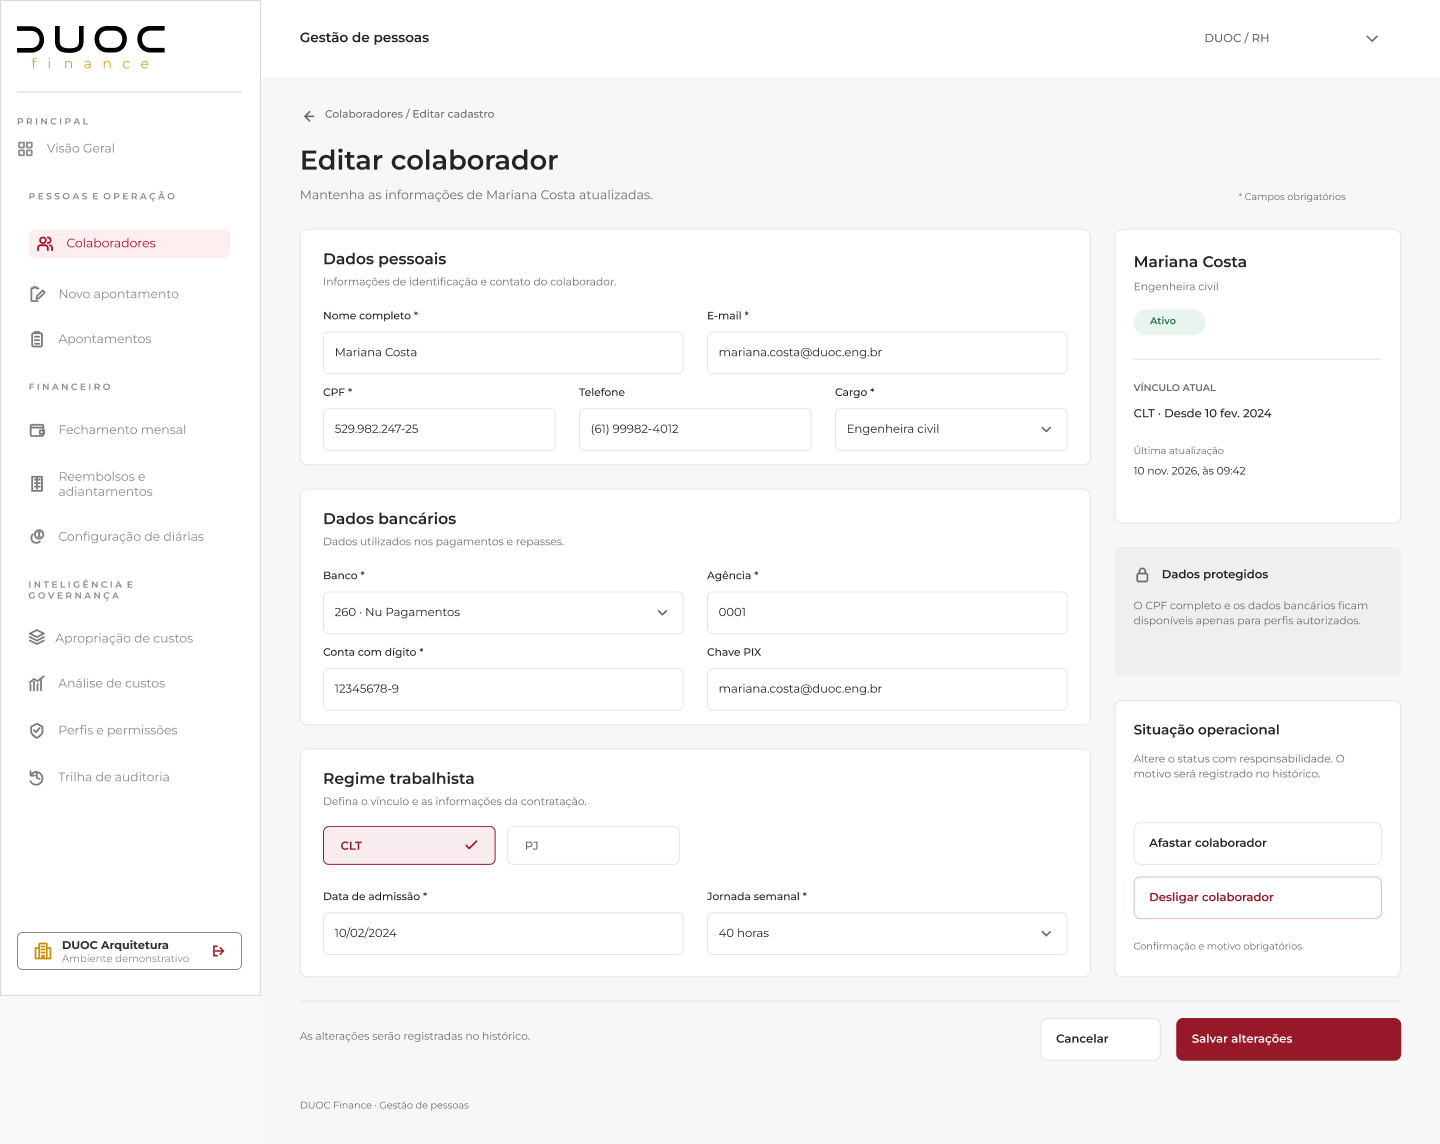 DUOC
finance
PRINCIPAL
Visão Geral
PESSOAS E OPERAÇÃO
Colaboradores
Novo apontamento
Apontamentos
FINANCEIRO
Fechamento mensal
Reembolsos e
adiantamentos
Configuração de diárias
INTELIGÊNCIA E
GOVERNANÇA
Apropriação de custos
Análise de custos
Perfis e permissões
Trilha de auditoria
DUOC Arquitetura
Ambiente demonstrativo
Gestão de pessoas
DUOC / RH
Colaboradores / Editar cadastro
Editar colaborador
Mantenha as informações de Mariana Costa atualizadas.
* Campos obrigatórios
Dados pessoais
Informações de identificação e contato do colaborador.
Nome completo *
E-mail *
Mariana Costa
mariana.costa@duoc.eng.br
CPF *
Telefone
Cargo *
529.982.247-25
(61) 99982-4012
Engenheira civil
Dados bancários
Dados utilizados nos pagamentos e repasses.
Banco *
Agência *
260 · Nu Pagamentos
0001
Conta com dígito *
Chave PIX
12345678-9
mariana.costa@duoc.eng.br
Regime trabalhista
Defina o vínculo e as informações da contratação.
CLT
PJ
Data de admissão *
Jornada semanal *
10/02/2024
40 horas
Mariana Costa
Engenheira civil
Ativo
VÍNCULO ATUAL
CLT · Desde 10 fev. 2024
Última atualização
10 nov. 2026, às 09:42
Dados protegidos
O CPF completo e os dados bancários ficam
disponíveis apenas para perfis autorizados.
Situação operacional
Altere o status com responsabilidade. O
motivo será registrado no histórico.
Afastar colaborador
Desligar colaborador
Confirmação e motivo obrigatórios.
As alterações serão registradas no histórico.
Cancelar
Salvar alterações
DUOC Finance · Gestão de pessoas